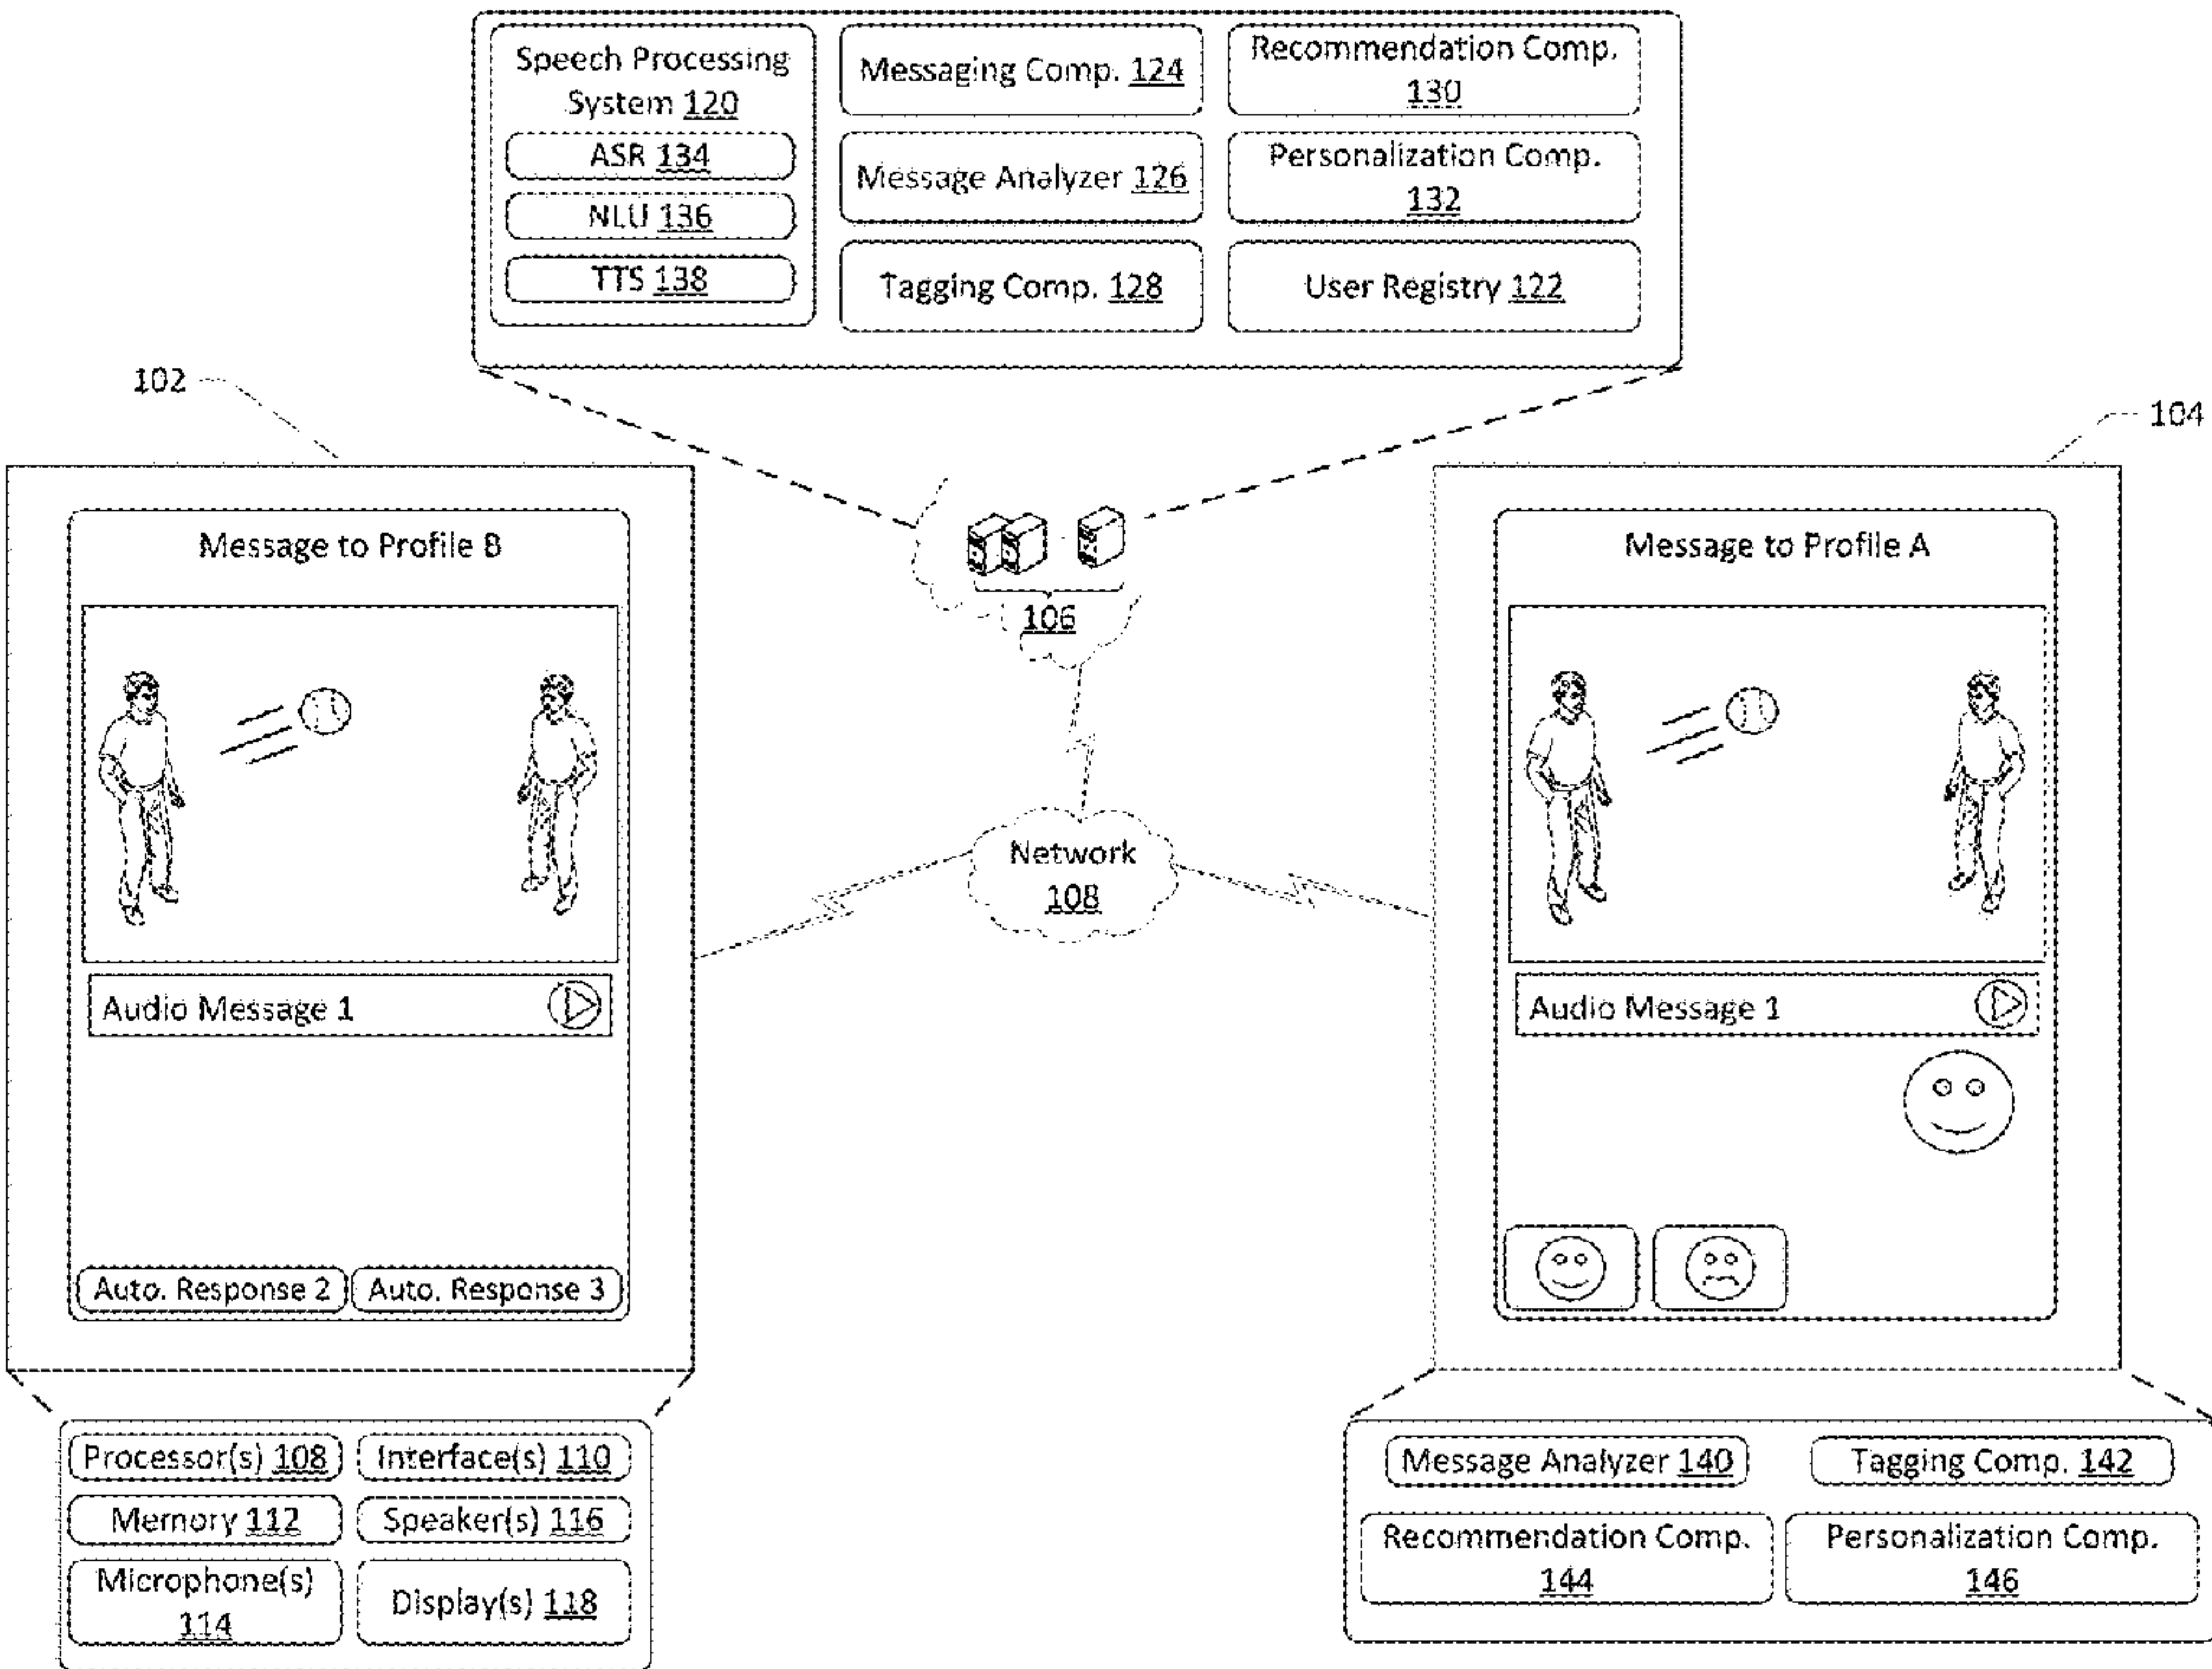 Speech Processing
System 120
ASR 134
NLU 136
TTS 138
Messaging Comp. 124
Message Analyzer 126
Tagging Comp. 128
Recommendation Comp.
130
Personalization Comp.
132
User Registry 122
102
104
106
Network
108
Message to Profile B
Audio Message 1
Auto. Response 2
Auto. Response 3
Message to Profile A
Audio Message 1
Processor(s) 108
Interface(s) 110
Memory 112
Speaker(s) 116
Microphone(s)
114
Display(s) 118
Message Analyzer 140
Tagging Comp. 142
Recommendation Comp.
144
Personalization Comp.
146